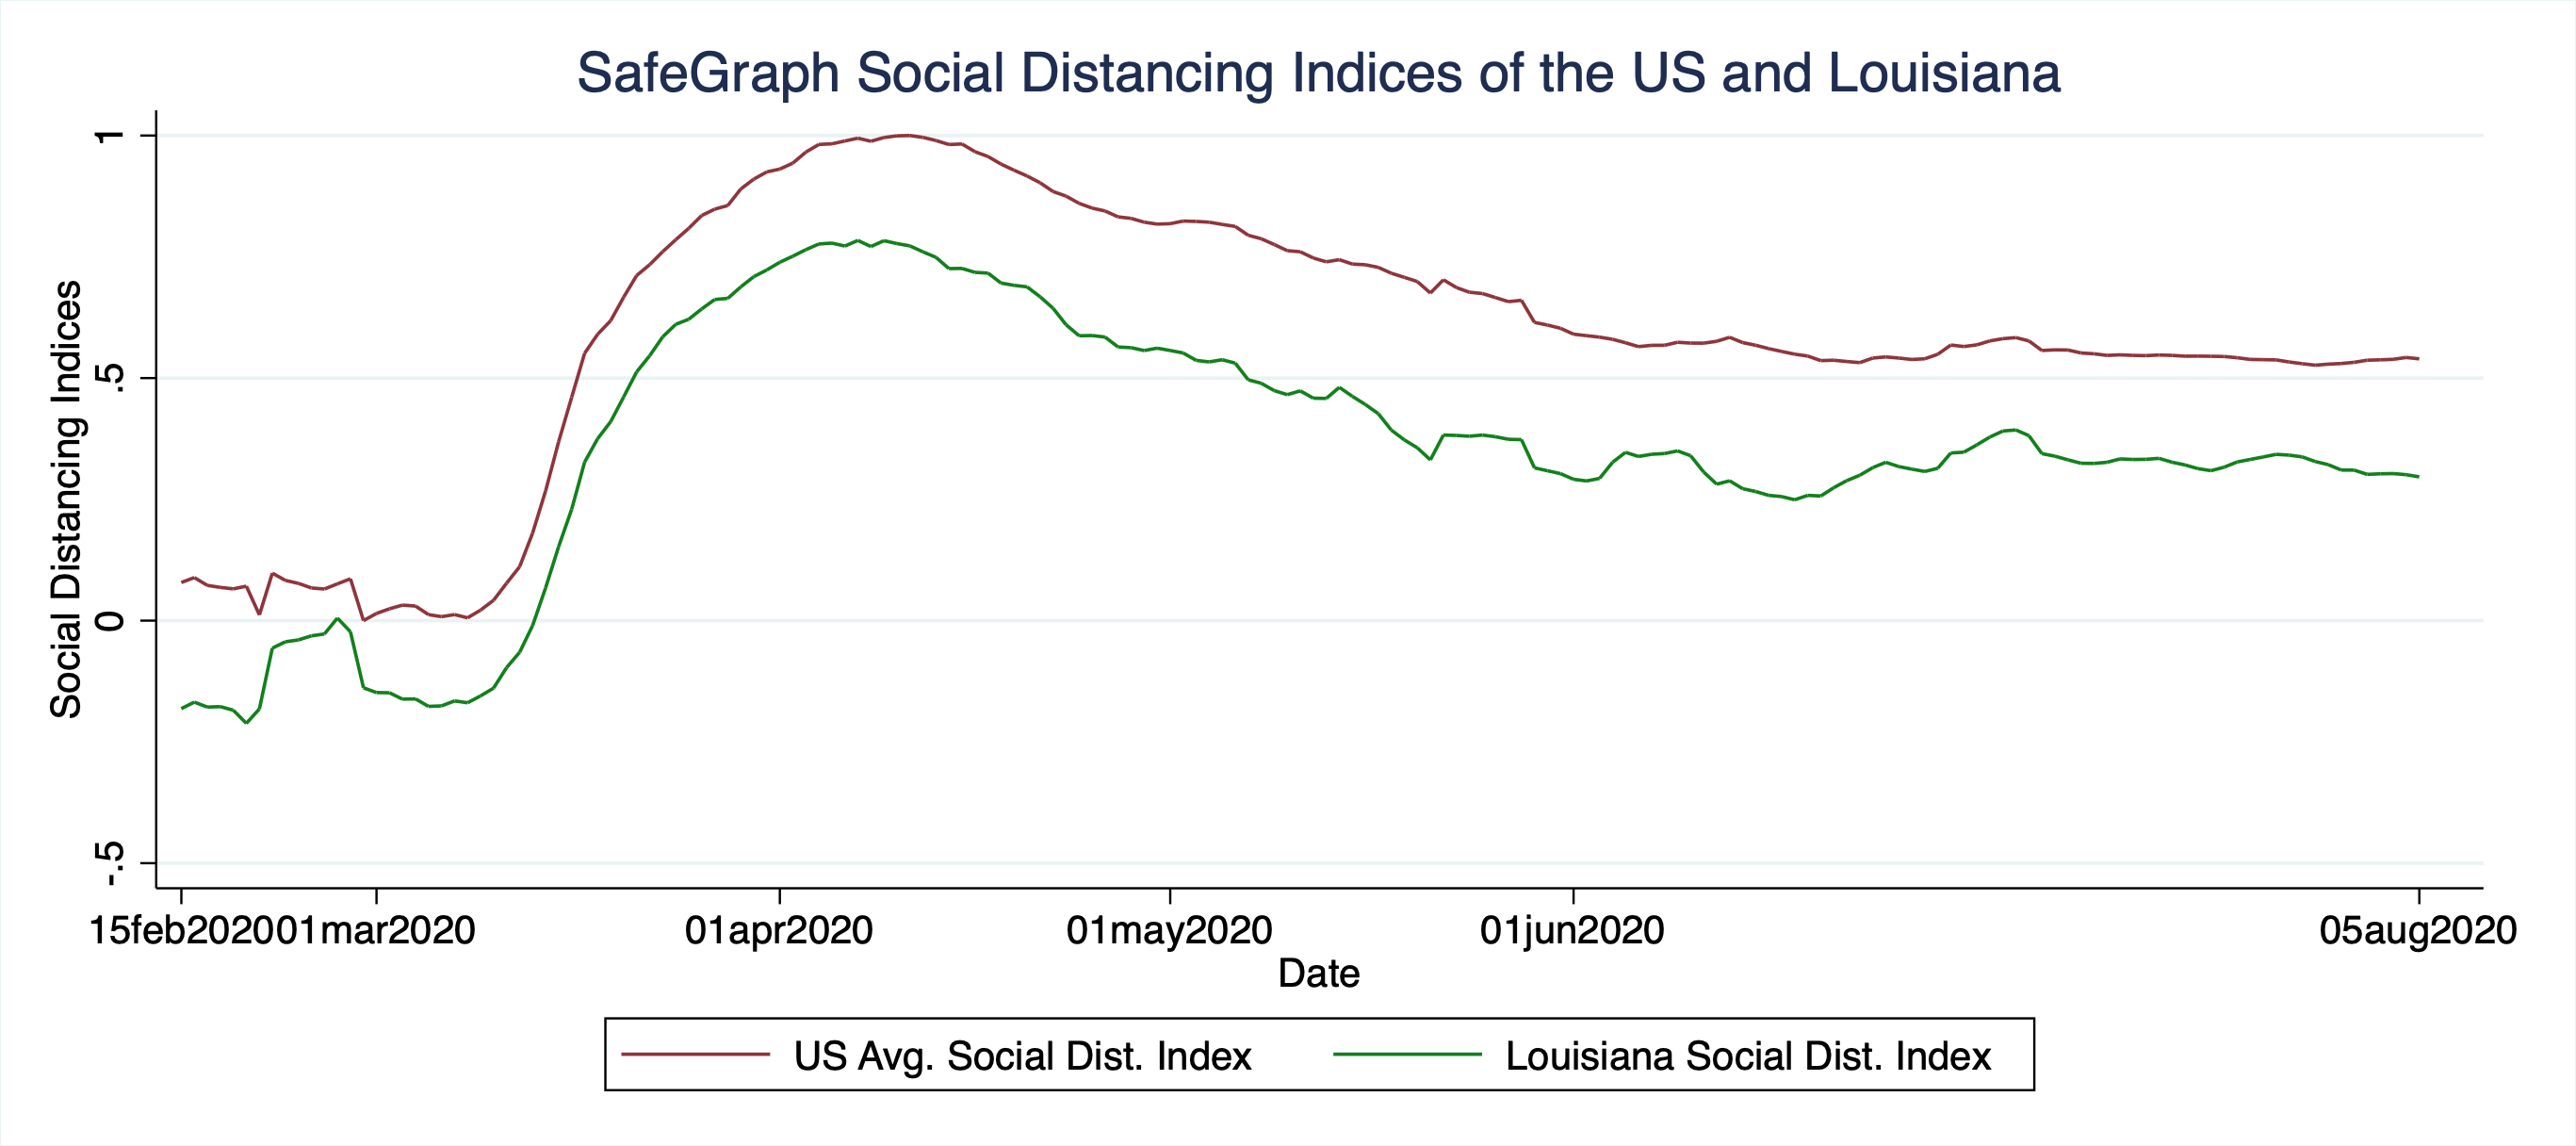 SafeGraph Social Distancing Indices of the US and Louisiana
Social Distancing Indices
1
.5
0
-.5
15feb2020 01mar2020 01apr2020 01may2020 01jun2020 05aug2020
Date
US Avg. Social Dist. Index Louisiana Social Dist. Index